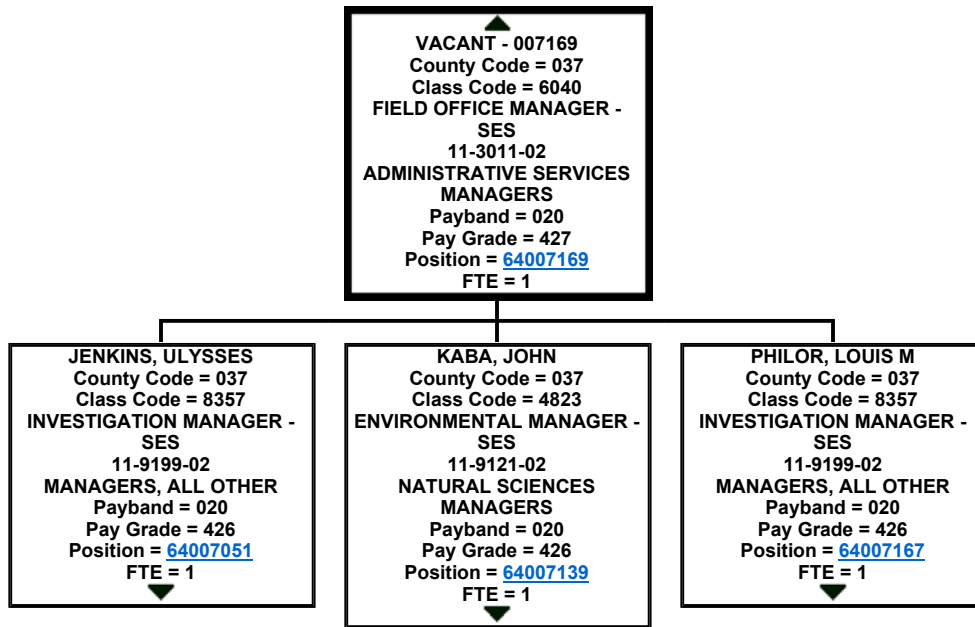 VACANT - 007169
County Code = 037
Class Code = 6040
FIELD OFFICE MANAGER -
SES
11-3011-02
ADMINISTRATIVE SERVICES
MANAGERS
Payband = 020
Pay Grade = 427
Position = 64007169
FTE = 1
JENKINS, ULYSSES
County Code = 037
Class Code = 8357
INVESTIGATION MANAGER -
SES
11-9199-02
MANAGERS, ALL OTHER
Payband = 020
Pay Grade = 426
Position = 64007051
FTE = 1
KABA, JOHN
County Code = 037
Class Code = 4823
ENVIRONMENTAL MANAGER -
SES
11-9121-02
NATURAL SCIENCES
MANAGERS
Payband = 020
Pay Grade = 426
Position = 64007139
FTE = 1
PHILOR, LOUIS M
County Code = 037
Class Code = 8357
INVESTIGATION MANAGER -
SES
11-9199-02
MANAGERS, ALL OTHER
Payband = 020
Pay Grade = 426
Position = 64007167
FTE = 1